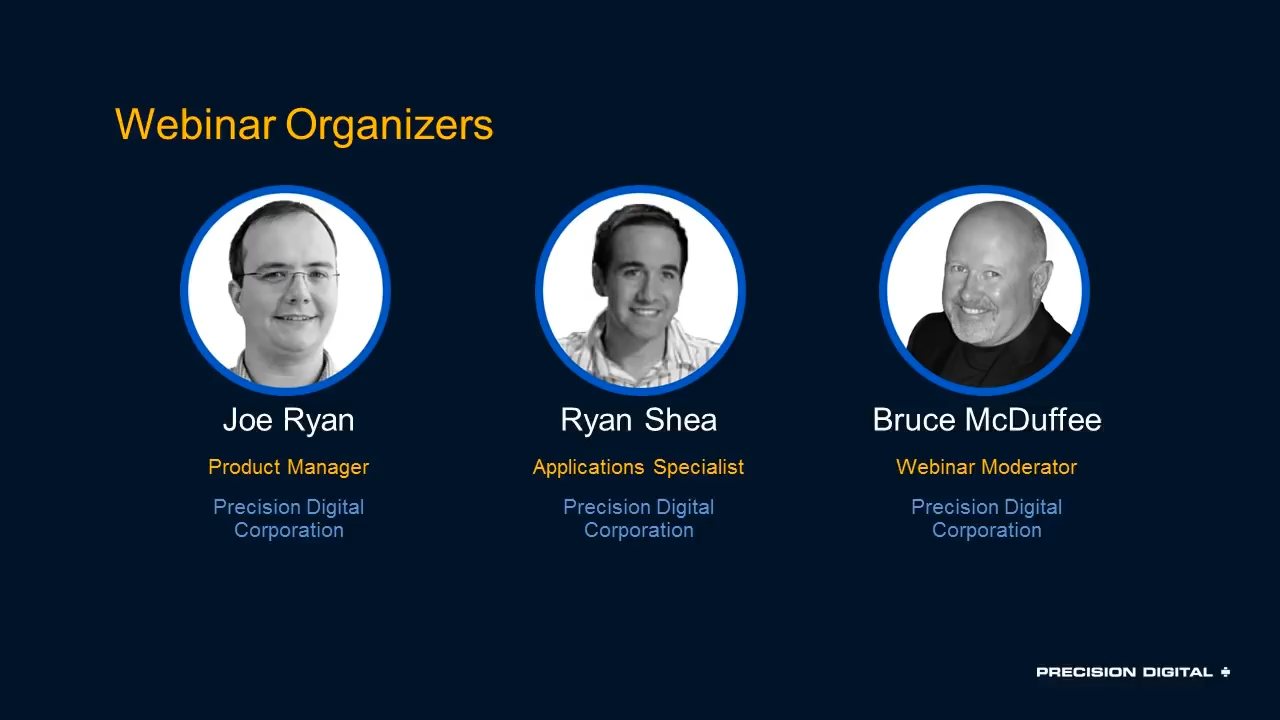 Webinar Organizers
Joe Ryan
Product Manager
Precision Digital
Corporation
Ryan Shea
Applications Specialist
Precision Digital
Corporation
Bruce McDuffee
Webinar Moderator
Precision Digital
Corporation
PRECISION DIGITAL